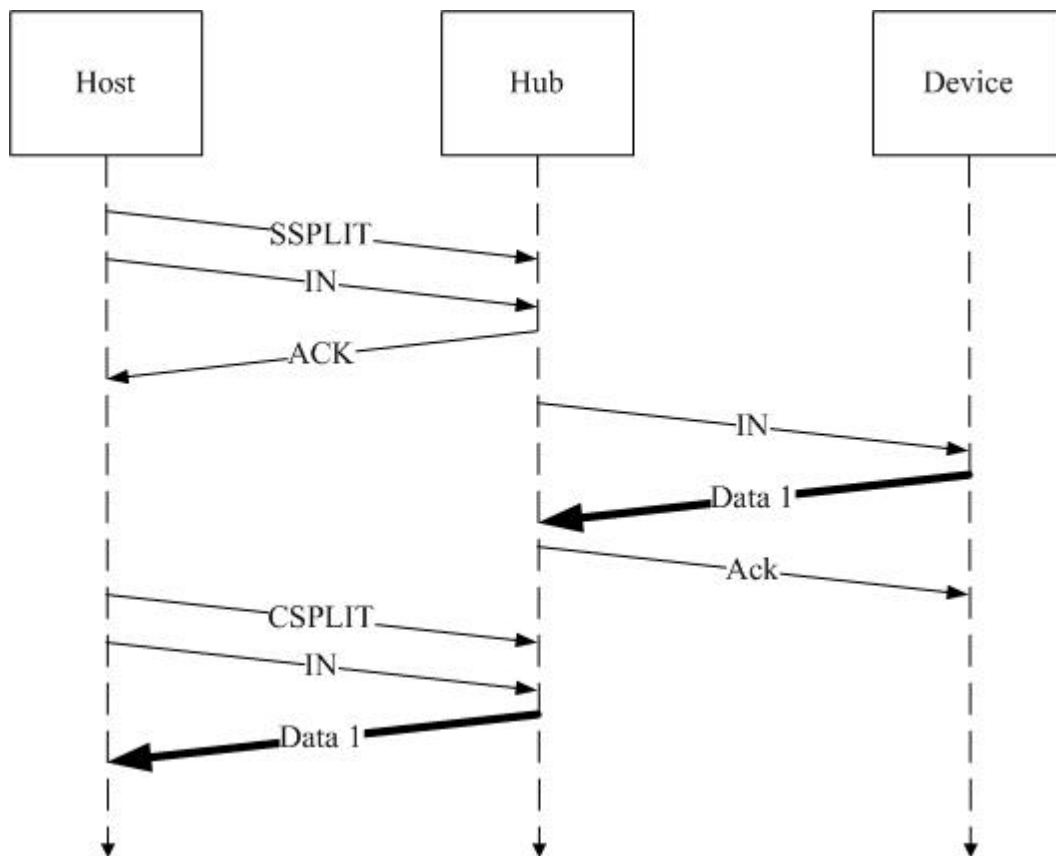 Host
Hub
Device
SSPLIT
IN
ACK
IN
Data 1
Ack
CSPLIT
IN
Data 1